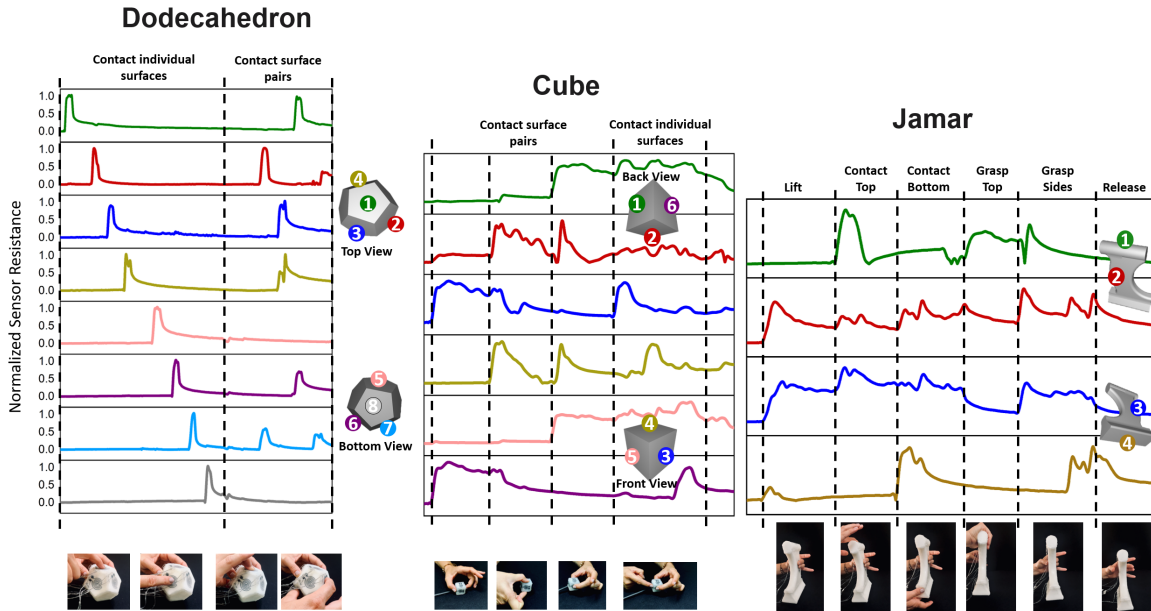 Dodecahedron
Contact individual
surfaces
Contact surface
pairs
Normalized Sensor Resistance
1.0
0.5
0.0
1.0
0.5
0.0
1.0
0.5
0.0
1.0
0.5
0.0
1.0
0.5
0.0
1.0
0.5
0.0
1.0
0.5
0.0
1.0
0.5
0.0
4
1
2
3
Top View
5
8
6
7
Bottom View
Cube
Contact surface
pairs
Contact individual
surfaces
Back View
1
6
2
4
5
3
Front View
Jamar
Lift
Contact
Top
Contact
Bottom
Grasp
Top
Grasp
Sides
Release
1
2
3
4